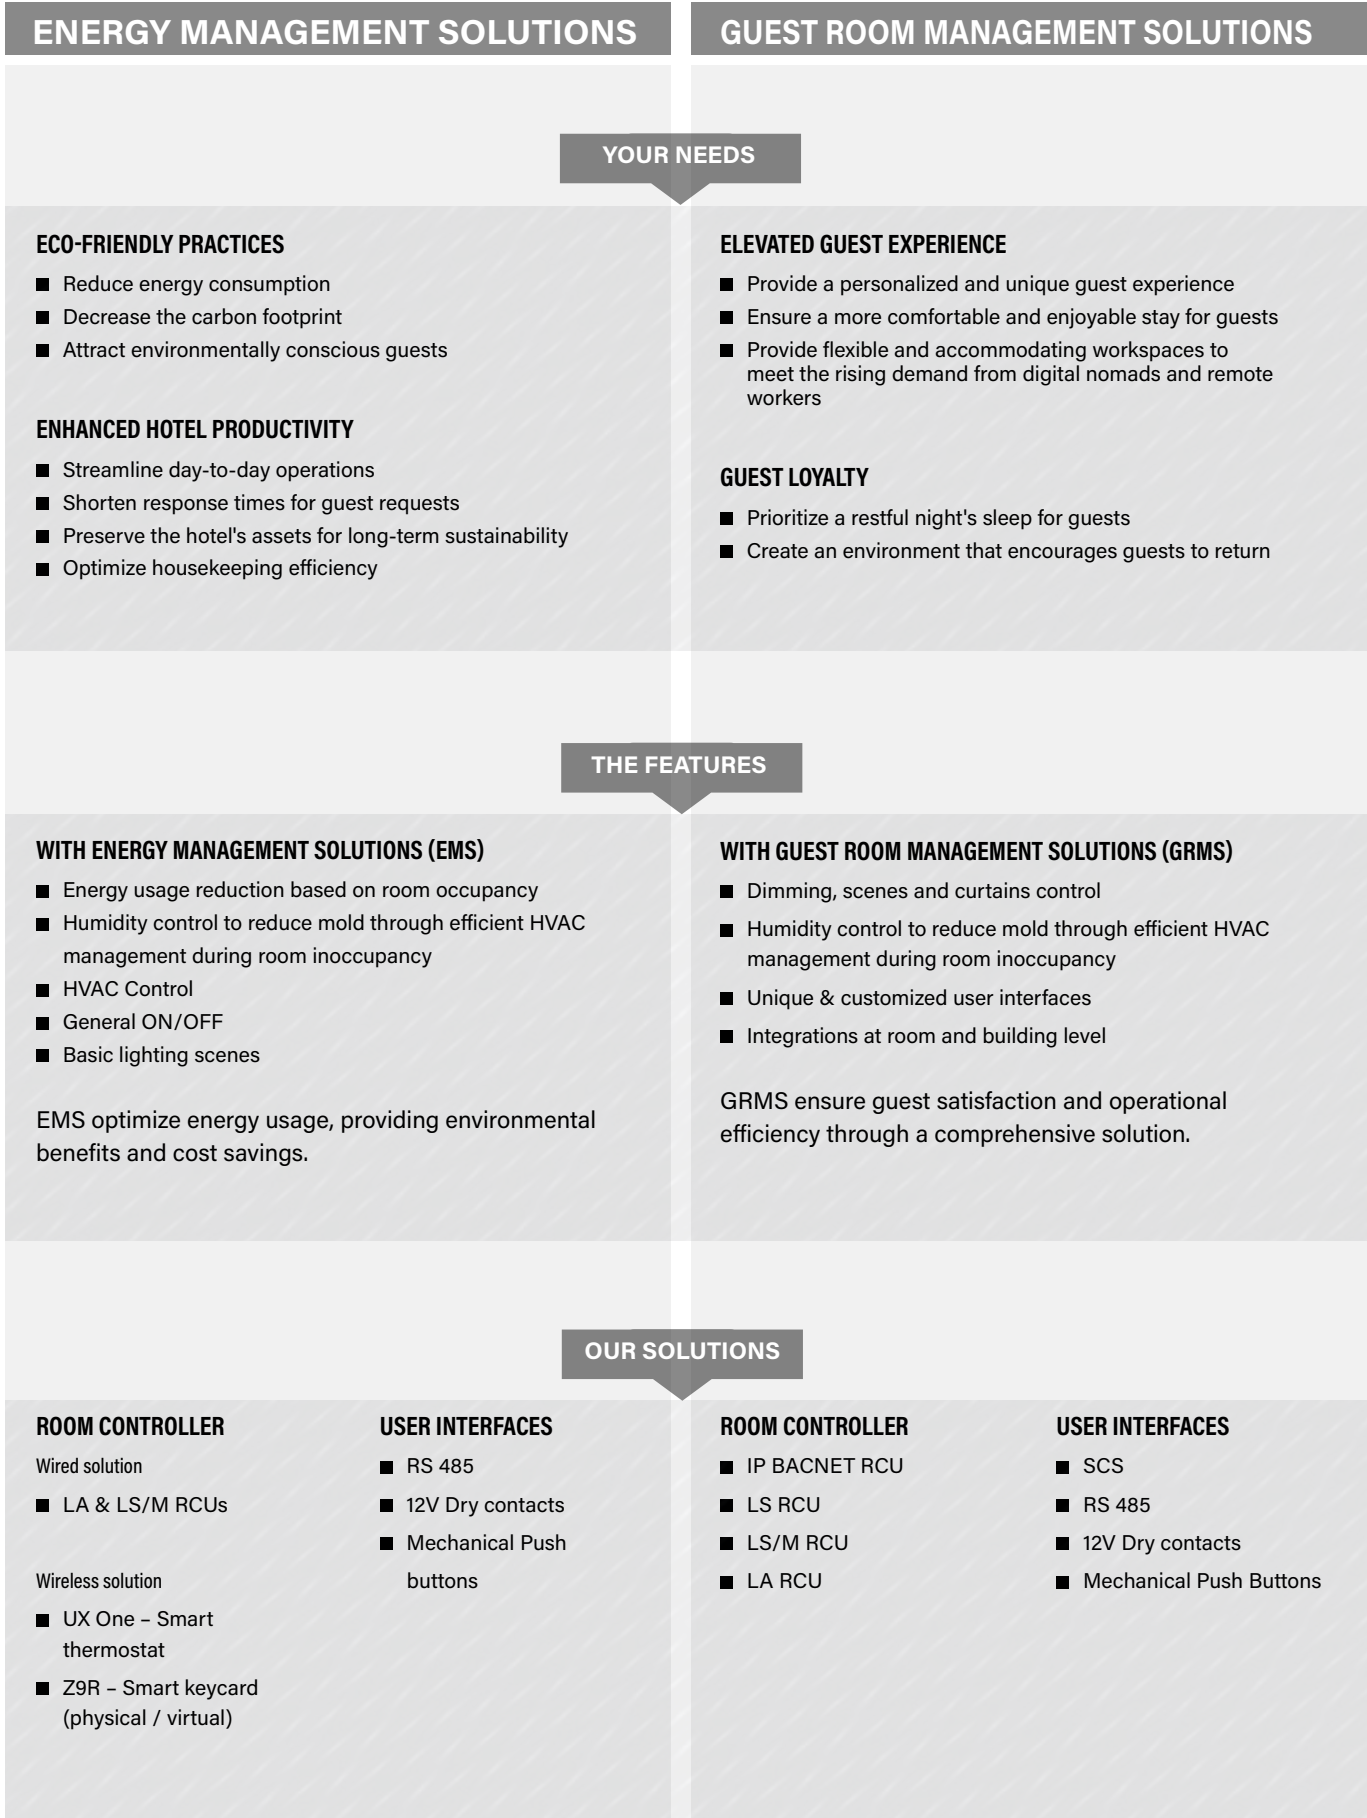 ENERGY MANAGEMENT SOLUTIONS
GUEST ROOM MANAGEMENT SOLUTIONS
YOUR NEEDS
ECO-FRIENDLY PRACTICES
Reduce energy consumption
Decrease the carbon footprint
Attract environmentally conscious guests
ENHANCED HOTEL PRODUCTIVITY
Streamline day-to-day operations
Shorten response times for guest requests
Preserve the hotel's assets for long-term sustainability
Optimize housekeeping efficiency
ELEVATED GUEST EXPERIENCE
Provide a personalized and unique guest experience
Ensure a more comfortable and enjoyable stay for guests
Provide flexible and accommodating workspaces to
meet the rising demand from digital nomads and remote
workers
GUEST LOYALTY
Prioritize a restful night's sleep for guests
Create an environment that encourages guests to return
THE FEATURES
WITH ENERGY MANAGEMENT SOLUTIONS (EMS)
Energy usage reduction based on room occupancy
Humidity control to reduce mold through efficient HVAC
management during room inoccupancy
HVAC Control
General ON/OFF
Basic lighting scenes
EMS optimize energy usage, providing environmental
benefits and cost savings.
WITH GUEST ROOM MANAGEMENT SOLUTIONS (GRMS)
Dimming, scenes and curtains control
Humidity control to reduce mold through efficient HVAC
management during room inoccupancy
Unique & customized user interfaces
Integrations at room and building level
GRMS ensure guest satisfaction and operational
efficiency through a comprehensive solution.
OUR SOLUTIONS
ROOM CONTROLLER
Wired solution
LA & LS/M RCUs
Wireless solution
UX One – Smart
thermostat
Z9R – Smart keycard
(physical / virtual)
USER INTERFACES
RS 485
12V Dry contacts
Mechanical Push
buttons
ROOM CONTROLLER
IP BACNET RCU
LS RCU
LS/M RCU
LA RCU
USER INTERFACES
SCS
RS 485
12V Dry contacts
Mechanical Push Buttons